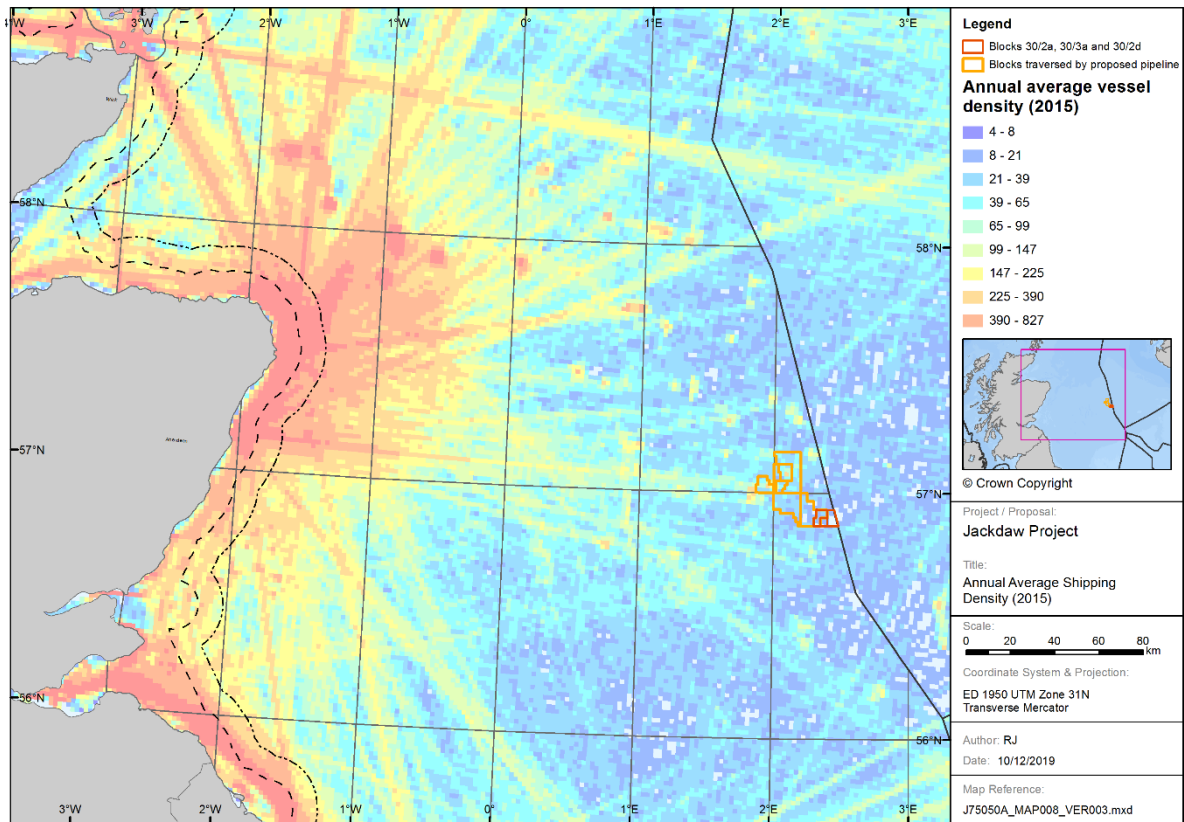 4°W
3°W
2°W
1°W
0°
1°E
2°E
3°E
58°N
58°N
57°N
57°N
56°N
56°N
Wick
Aberdeen
3°W
2°W
1°W
0°
1°E
2°E
3°E
Legend
Blocks 30/2a, 30/3a and 30/2d
Blocks traversed by proposed pipeline
Annual average vessel
density (2015)
4 - 8
8 - 21
21 - 39
39 - 65
65 - 99
99 - 147
147 - 225
225 - 390
390 - 827
© Crown Copyright
Project / Proposal:
Jackdaw Project
Title:
Annual Average Shipping
Density (2015)
Scale:
0 20 40 60 80
km
Coordinate System & Projection:
ED 1950 UTM Zone 31N
Transverse Mercator
Author: RJ
Date: 10/12/2019
Map Reference:
J75050A_MAP008_VER003.mxd